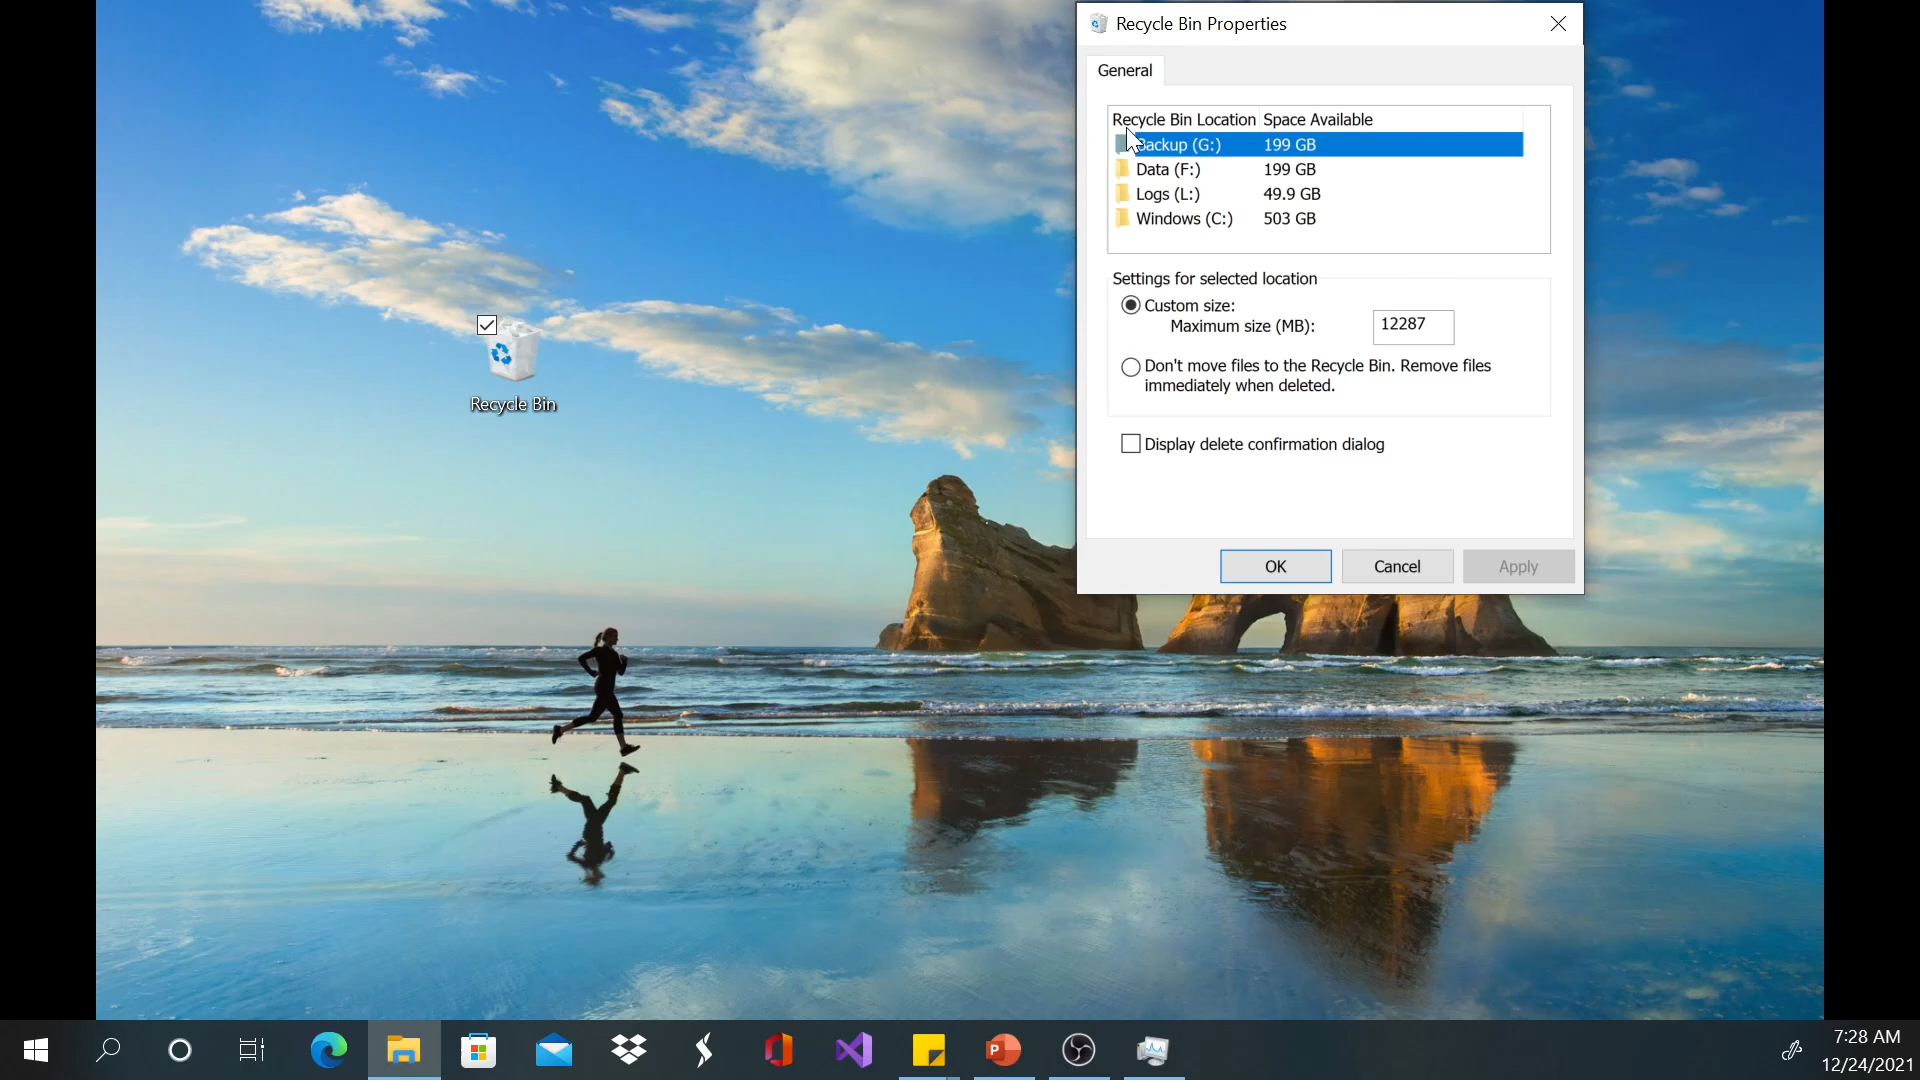 Recycle Bin Properties
General
Recycle Bin Location Space Available
Backup (G:) 199 GB
Data (F:) 199 GB
Logs (L:) 49.9 GB
Windows (C:) 503 GB
Settings for selected location
Custom size:
Maximum size (MB): 12287
Don't move files to the Recycle Bin. Remove files
immediately when deleted.
Display delete confirmation dialog
OK Cancel Apply
Recycle Bin
7:28 AM
12/24/2021